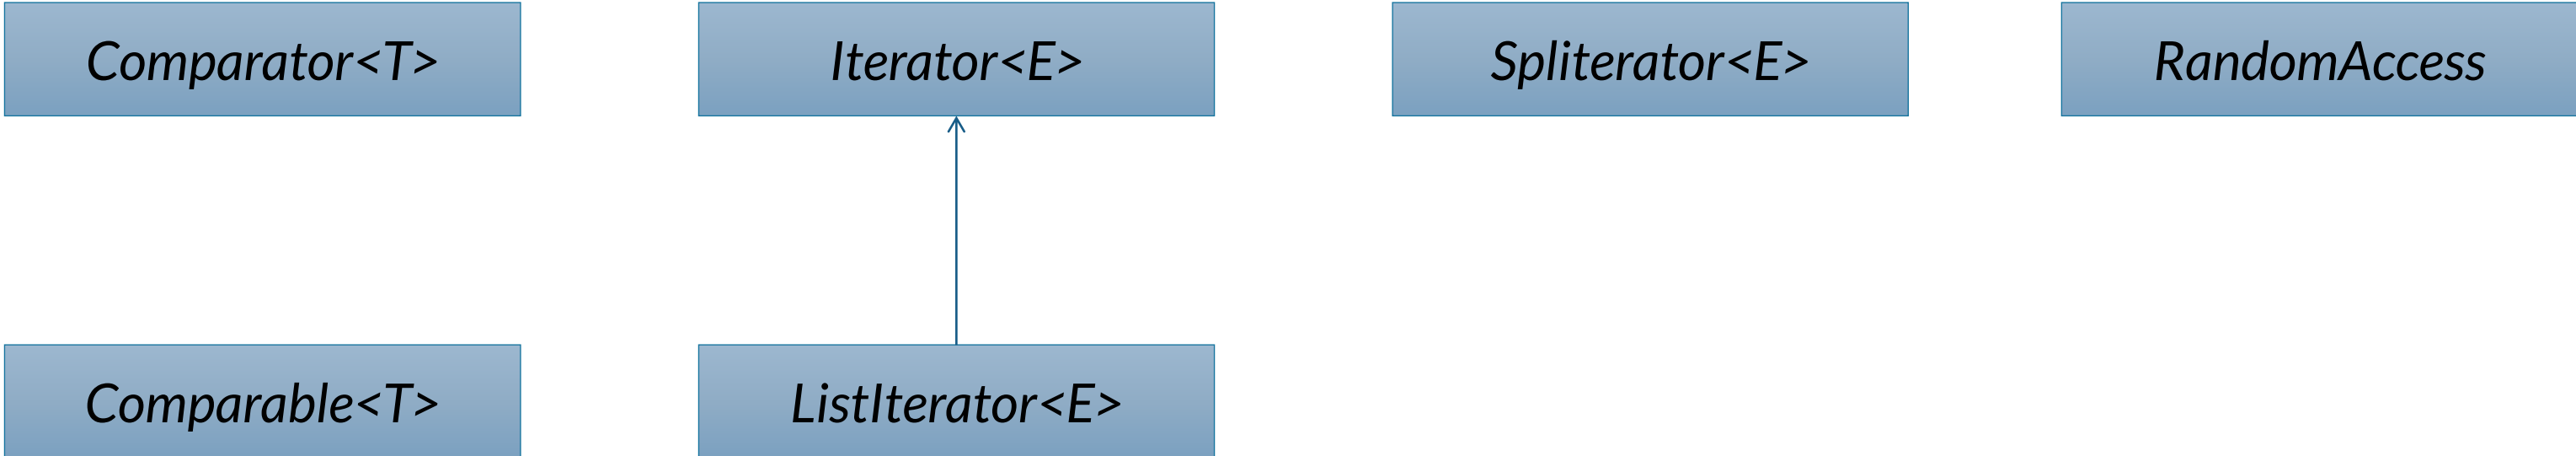 Comparator<T>
Iterator<E>
Spliterator<E>
RandomAccess
Comparable<T>
ListIterator<E>